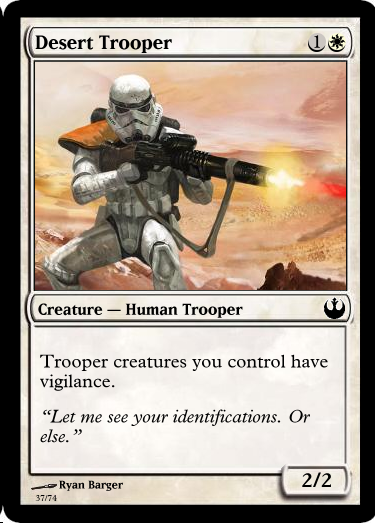 Desert Trooper 1
Creature — Human Trooper
Trooper creatures you control have
vigilance.
“Let me see your identifications. Or
else.”
2/2
Ryan Barger
37/74